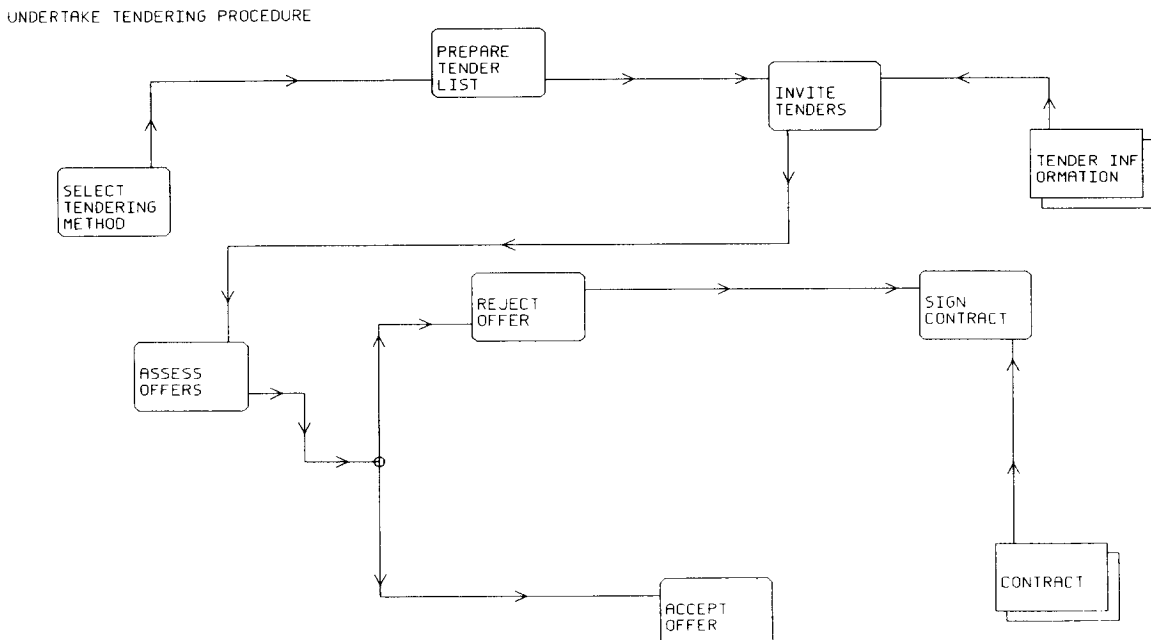 UNDERTAKE TENDERING PROCEDURE
PREPARE
TENDER
LIST
INVITE
TENDERS
TENDER INF
ORMATION
SELECT
TENDERING
METHOD
REJECT
OFFER
SIGN
CONTRACT
ASSESS
OFFERS
CONTRACT
ACCEPT
OFFER